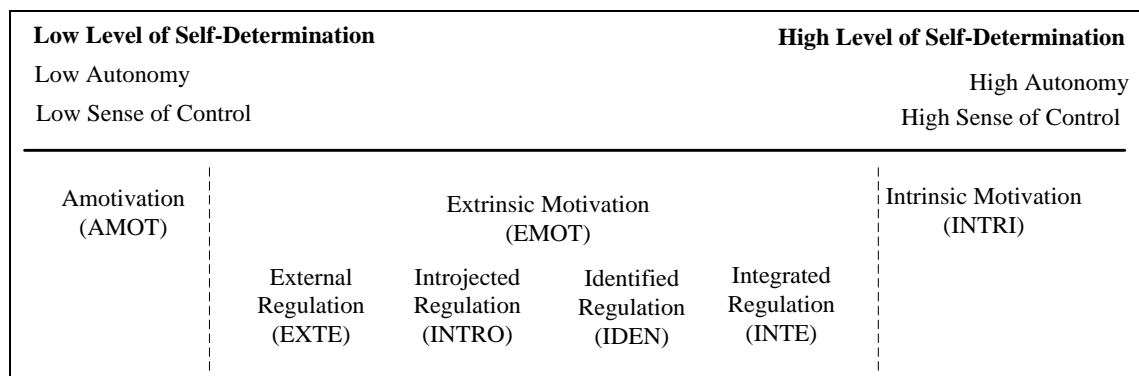 Low Level of Self-Determination
High Level of Self-Determination
Low Autonomy
High Autonomy
Low Sense of Control
High Sense of Control
Amotivation
(AMOT)
Extrinsic Motivation
(EMOT)
Intrinsic Motivation
(INTRI)
External
Regulation
(EXTE)
Introjected
Regulation
(INTRO)
Identified
Regulation
(IDEN)
Integrated
Regulation
(INTE)